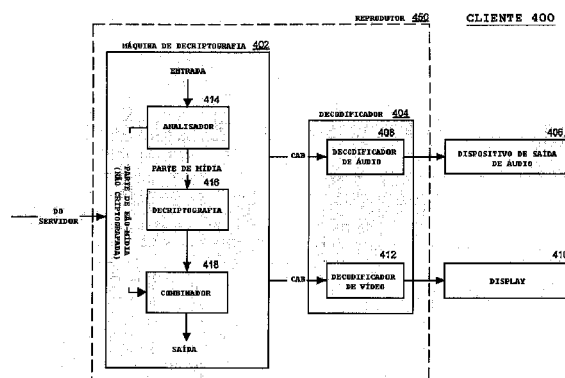 REPRODUTOR 450
CLIENTE 400
MÁQUINA DE DECRIPTOGRAFIA 402
ENTRADA
414
ANALISADOR
PARTE DE MÍDIA
416
DECRIPTOGRAFIA
418
COMBINADOR
SAÍDA
PARTE DE NÃO-MÍDIA
(NÃO CRIPTOGRAFADA)
DO
SERVIDOR
CAB
CAB
DECODIFICADOR 404
408
DECODIFICADOR
DE ÁUDIO
412
DECODIFICADOR
DE VÍDEO
406
DISPOSITIVO DE SAÍDA
DE ÁUDIO
410
DISPLAY